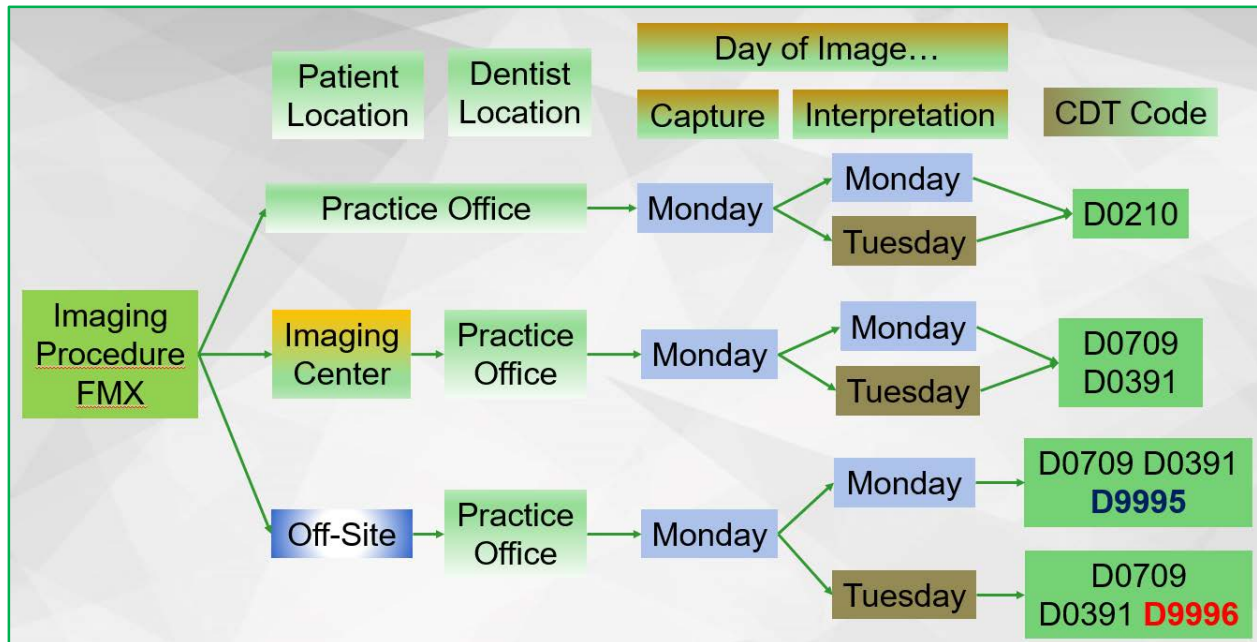 Patient
Location
Dentist
Location
Day of Image…
Capture
Interpretation
CDT Code
Imaging
Procedure
FMX
Practice Office
Monday
Monday
Tuesday
D0210
Imaging
Center
Practice
Office
Monday
Monday
Tuesday
D0709
D0391
Off-Site
Practice
Office
Monday
Monday
D0709 D0391
D9995
Tuesday
D0709
D0391 D9996